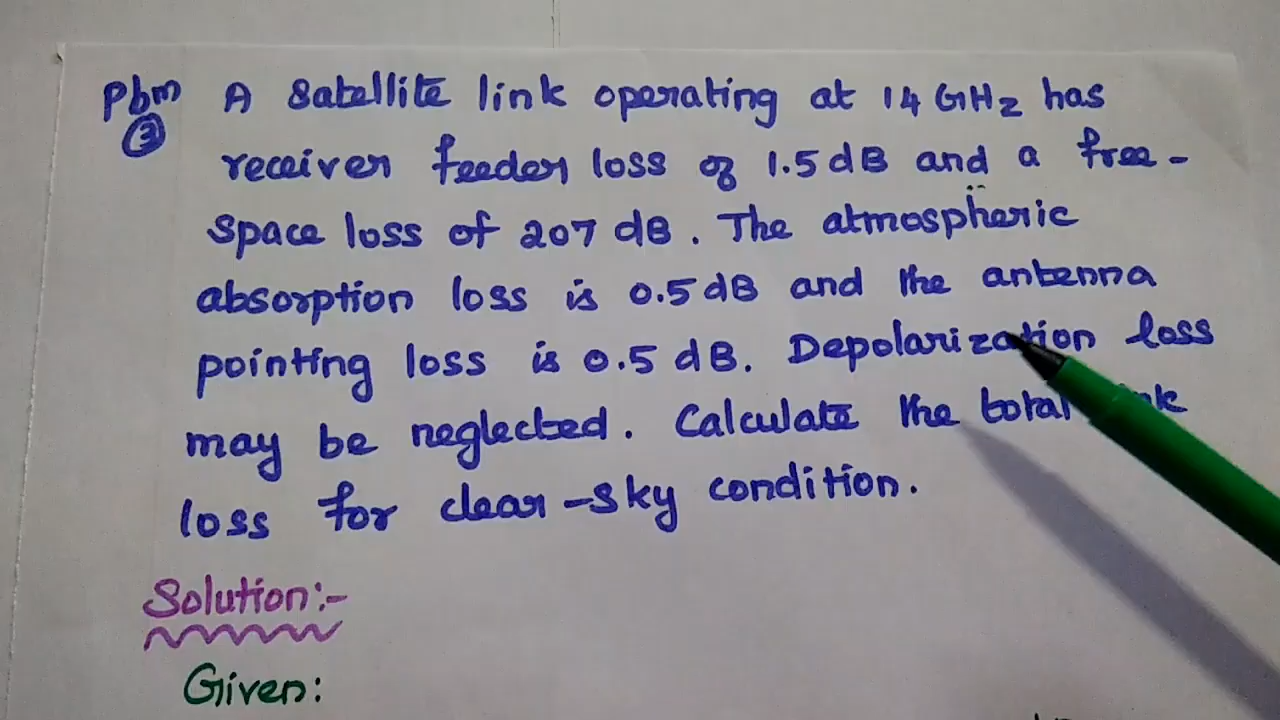 Pbm A Satellite link operating at 14 GHz has
③ receiver feeder loss of 1.5 dB and a free-
space loss of 207 dB. The atmospheric
absorption loss is 0.5 dB and the antenna
pointing loss is 0.5 dB. Depolarization loss
may be neglected. Calculate the total
loss for clear-sky condition.
Solution:-
Given: